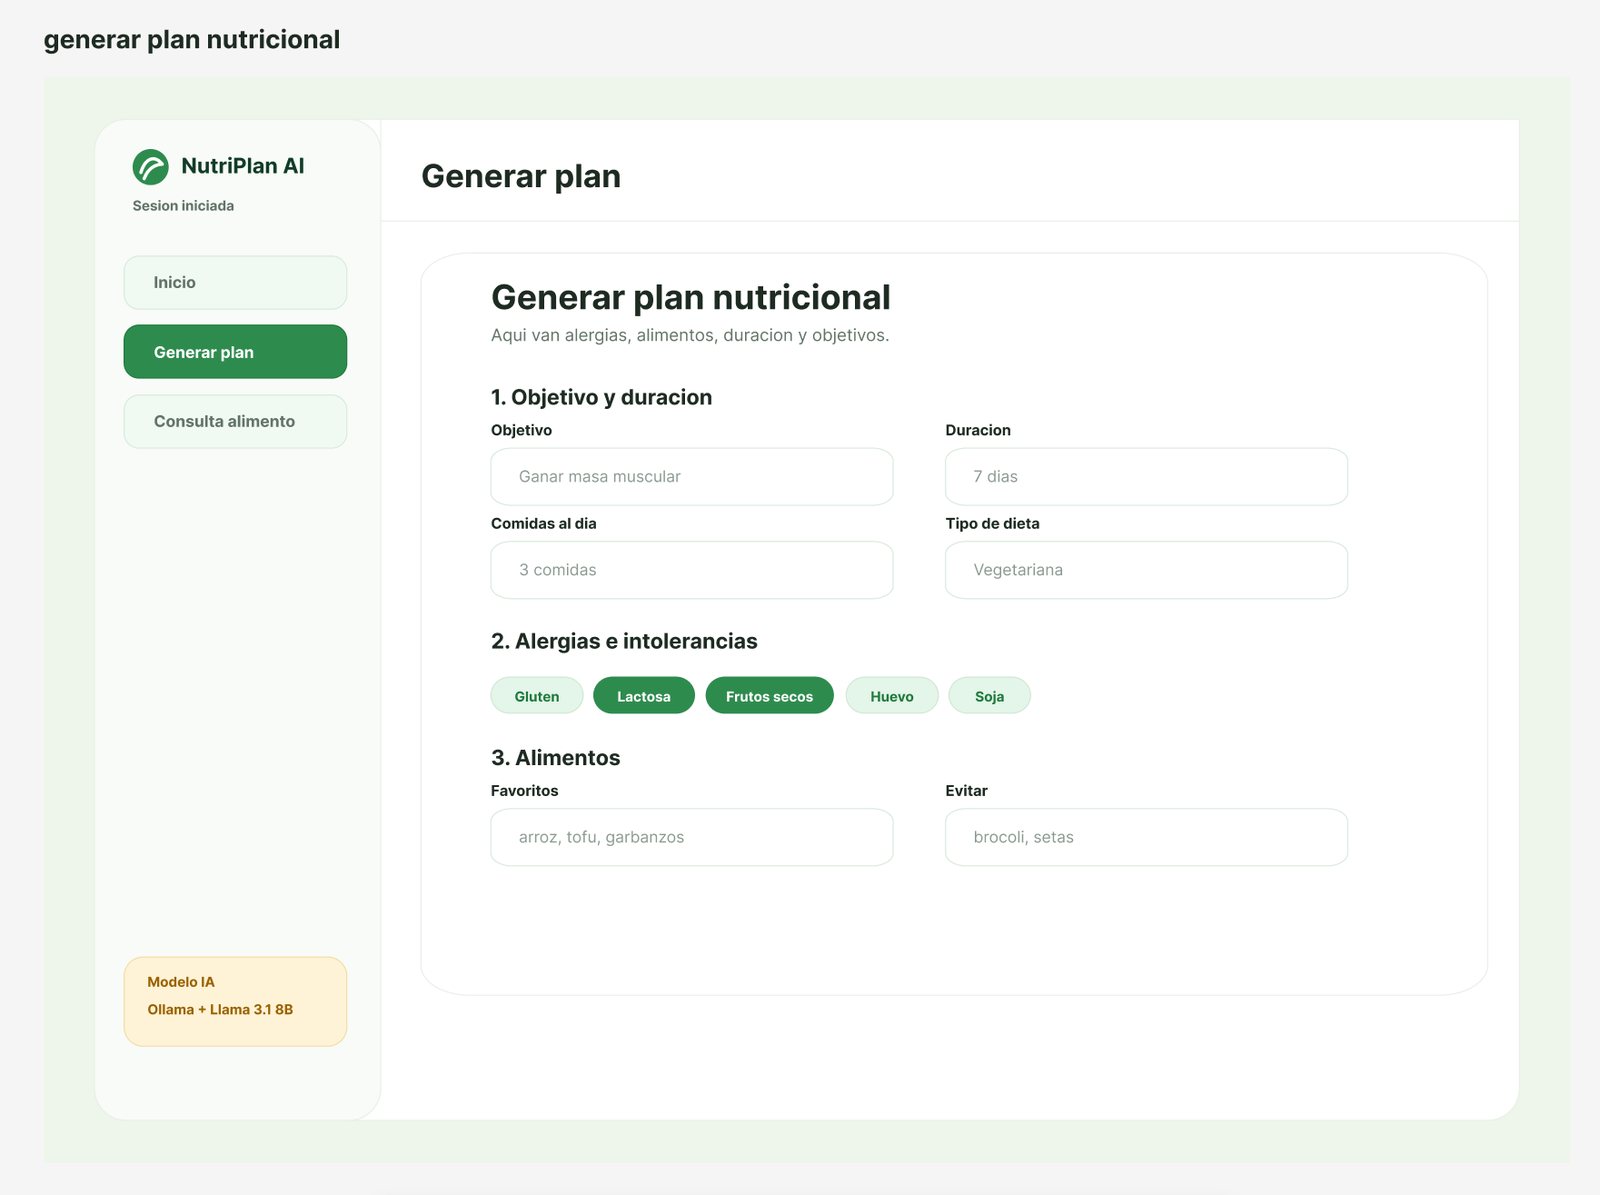 generar plan nutricional
NutriPlan AI
Sesion iniciada
Inicio
Generar plan
Consulta alimento
Modelo IA
Ollama + Llama 3.1 8B
Generar plan
Generar plan nutricional
Aqui van alergias, alimentos, duracion y objetivos.
1. Objetivo y duracion
Objetivo
Duracion
Ganar masa muscular
7 dias
Comidas al dia
Tipo de dieta
3 comidas
Vegetariana
2. Alergias e intolerancias
Gluten
Lactosa
Frutos secos
Huevo
Soja
3. Alimentos
Favoritos
Evitar
arroz, tofu, garbanzos
brocoli, setas